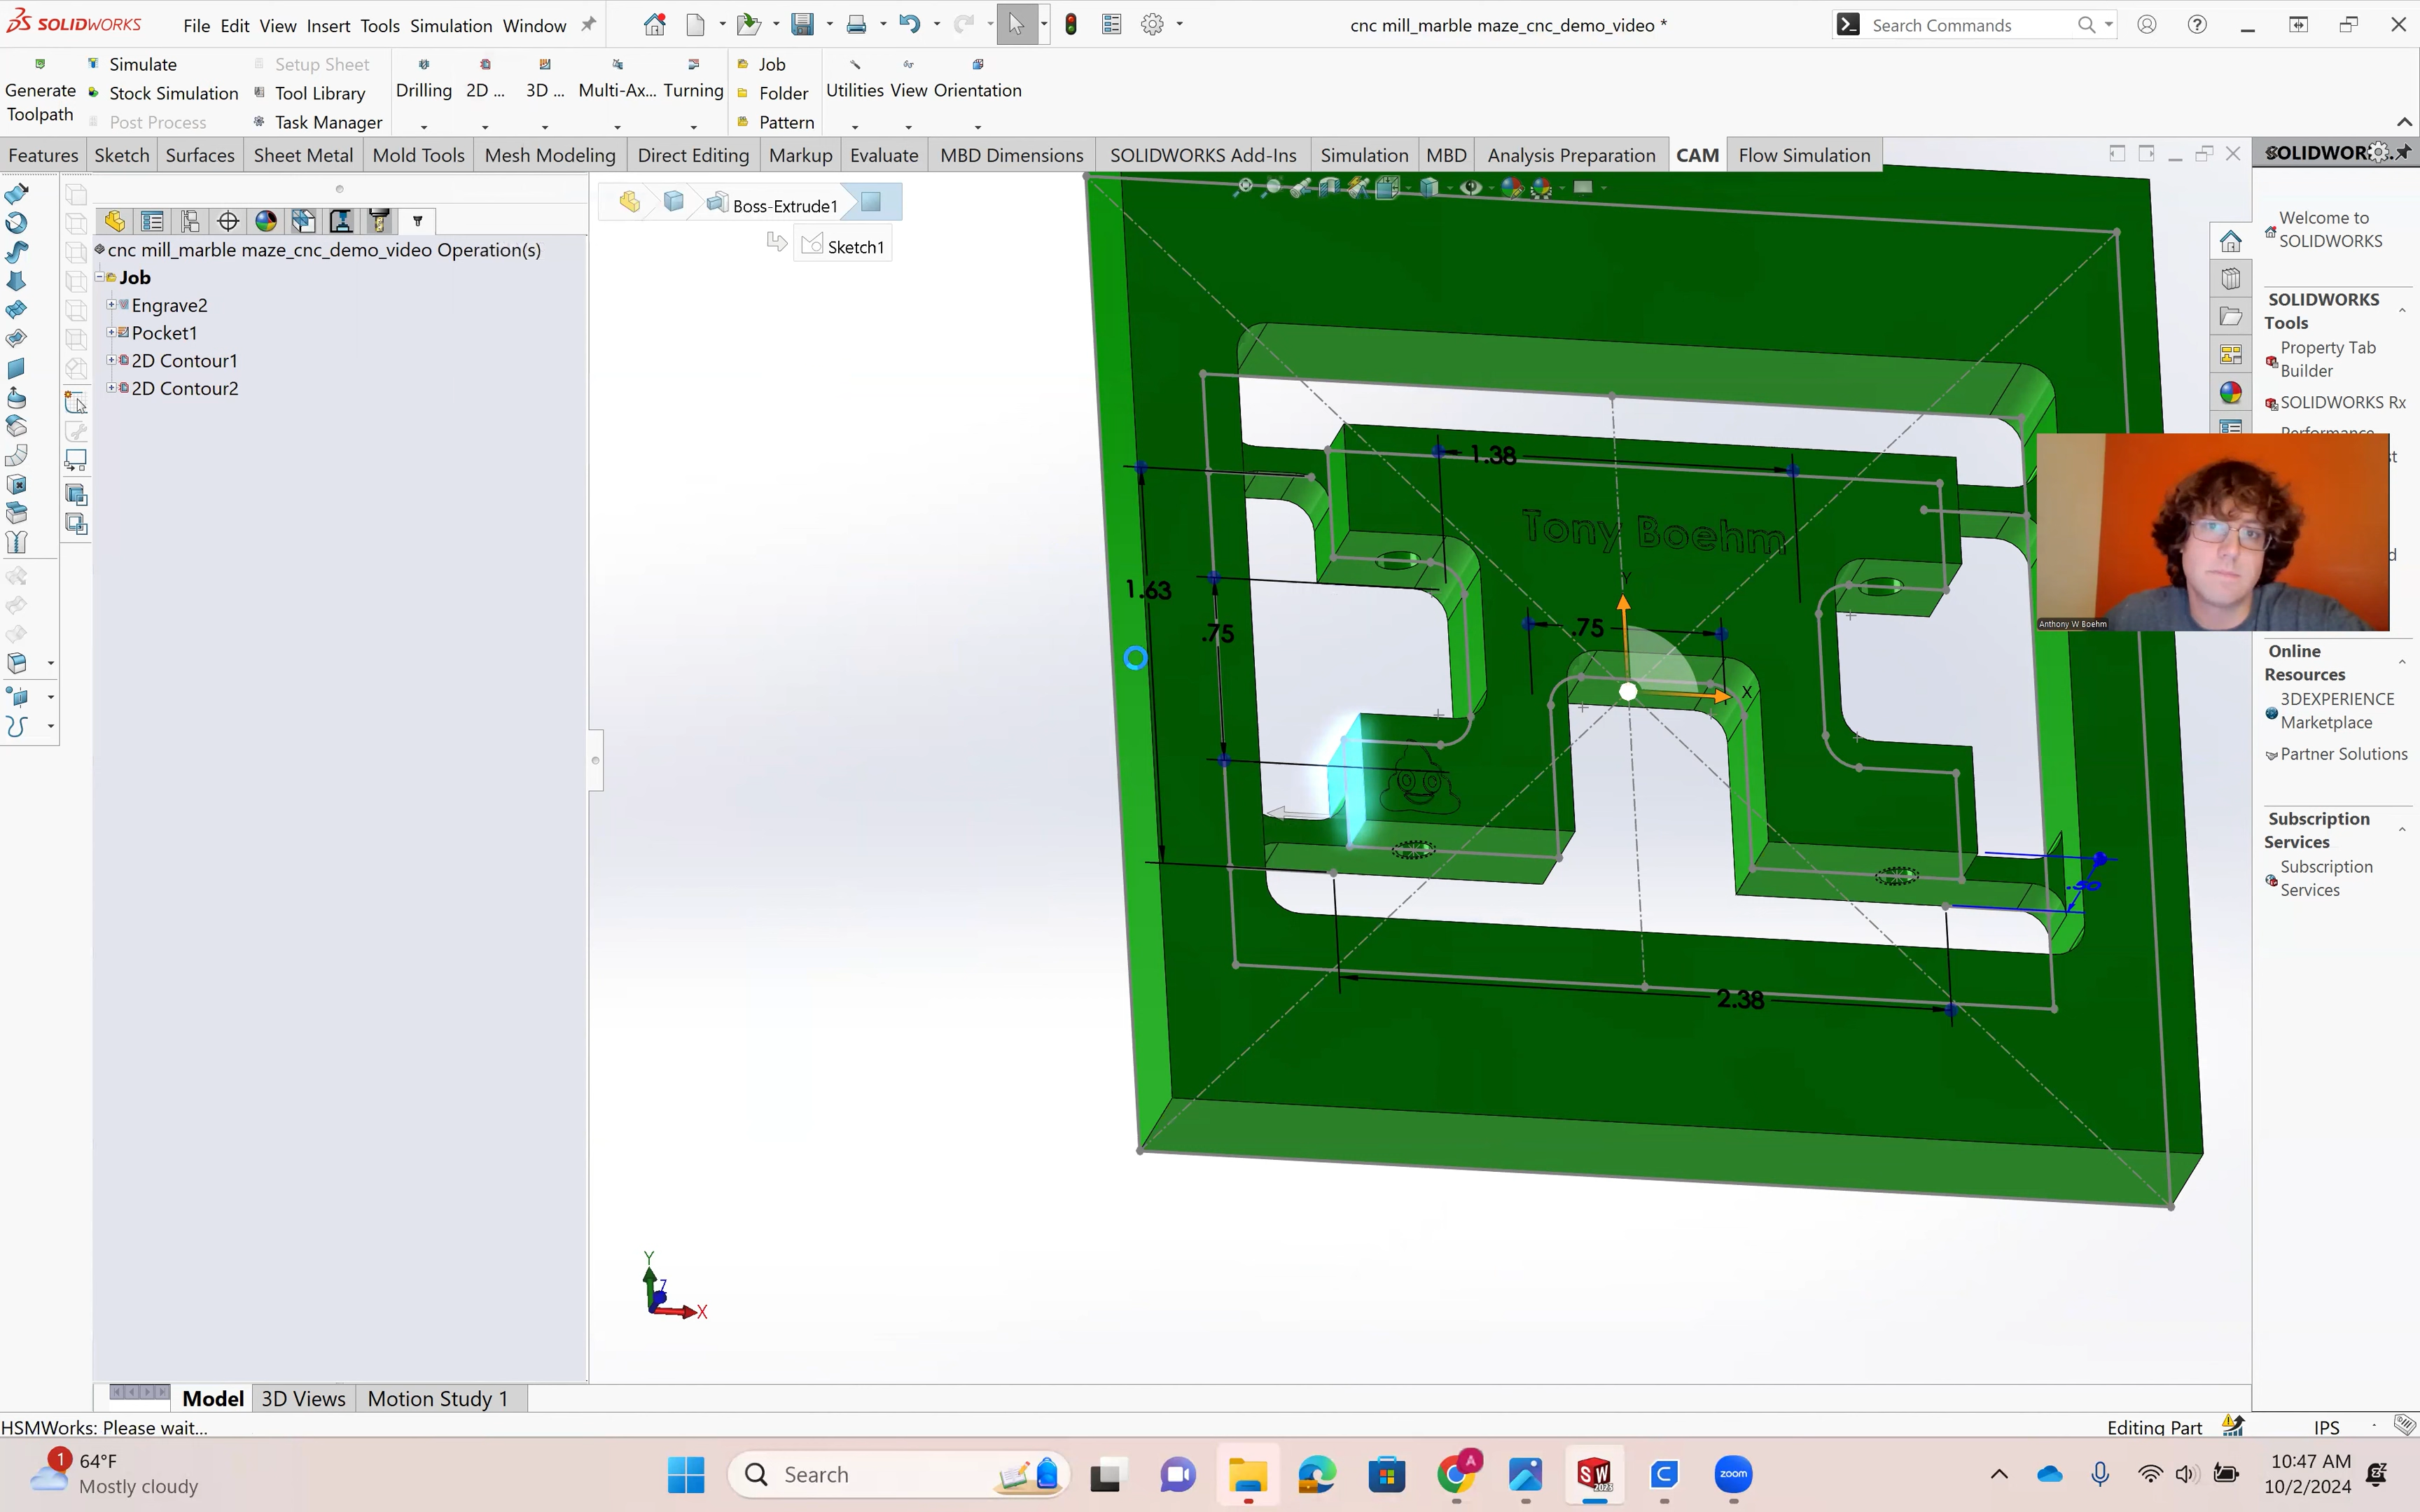 SOLIDWORKS File Edit View Insert Tools Simulation Window
cnc mill_marble maze_cnc_demo_video *
Search Commands
Generate Toolpath
Simulate
Stock Simulation
Post Process
Setup Sheet
Tool Library
Task Manager
Drilling 2D ... 3D ... Multi-Ax... Turning
Job
Folder
Pattern
Utilities View Orientation
Features Sketch Surfaces Sheet Metal Mold Tools Mesh Modeling Direct Editing Markup Evaluate MBD Dimensions SOLIDWORKS Add-Ins Simulation MBD Analysis Preparation CAM Flow Simulation
cnc mill_marble maze_cnc_demo_video Operation(s)
Job
Engrave2
Pocket1
2D Contour1
2D Contour2
Boss-Extrude1
Sketch1
1.38
Tony Boehm
1.63
.75
.75
Y
X
.50
2.38
Y
Z
X
Welcome to
SOLIDWORKS
SOLIDWORKS
Tools
Property Tab
Builder
SOLIDWORKS Rx
Anthony W Boehm
Online
Resources
3DEXPERIENCE
Marketplace
Partner Solutions
Subscription
Services
Subscription
Services
Model 3D Views Motion Study 1
HSMWorks: Please wait...
Editing Part
IPS
1
64°F
Mostly cloudy
Search
A
SW
2023
zoom
10:47 AM
10/2/2024